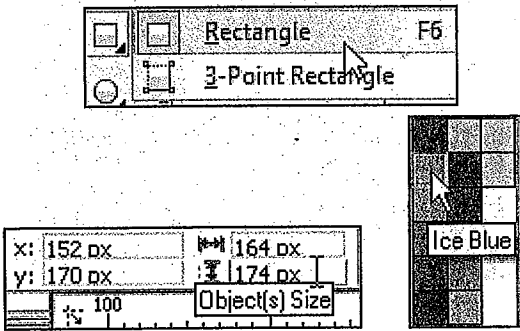 Rectangle F6
3-Point Rectangle
Ice Blue
x: 152 px 164 px
y: 170 px 174 px
Object(s) Size
100